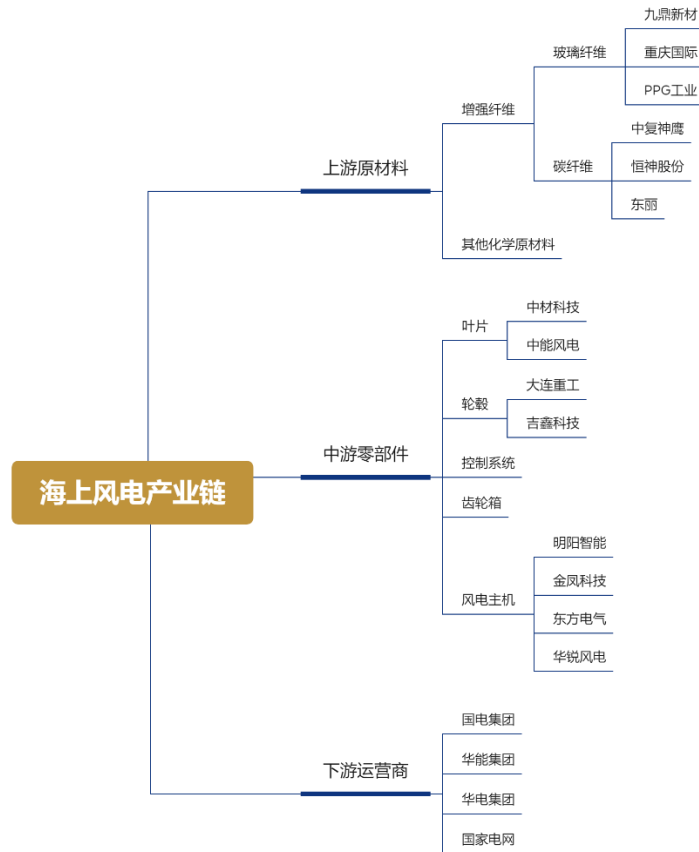 海上风电产业链
上游原材料
增强纤维
玻璃纤维
九鼎新材
重庆国际
PPG工业
碳纤维
中复神鹰
恒神股份
东丽
其他化学原材料
中游零部件
叶片
中材科技
中能风电
轮毂
大连重工
吉鑫科技
控制系统
齿轮箱
风电主机
明阳智能
金凤科技
东方电气
华锐风电
下游运营商
国电集团
华能集团
华电集团
国家电网